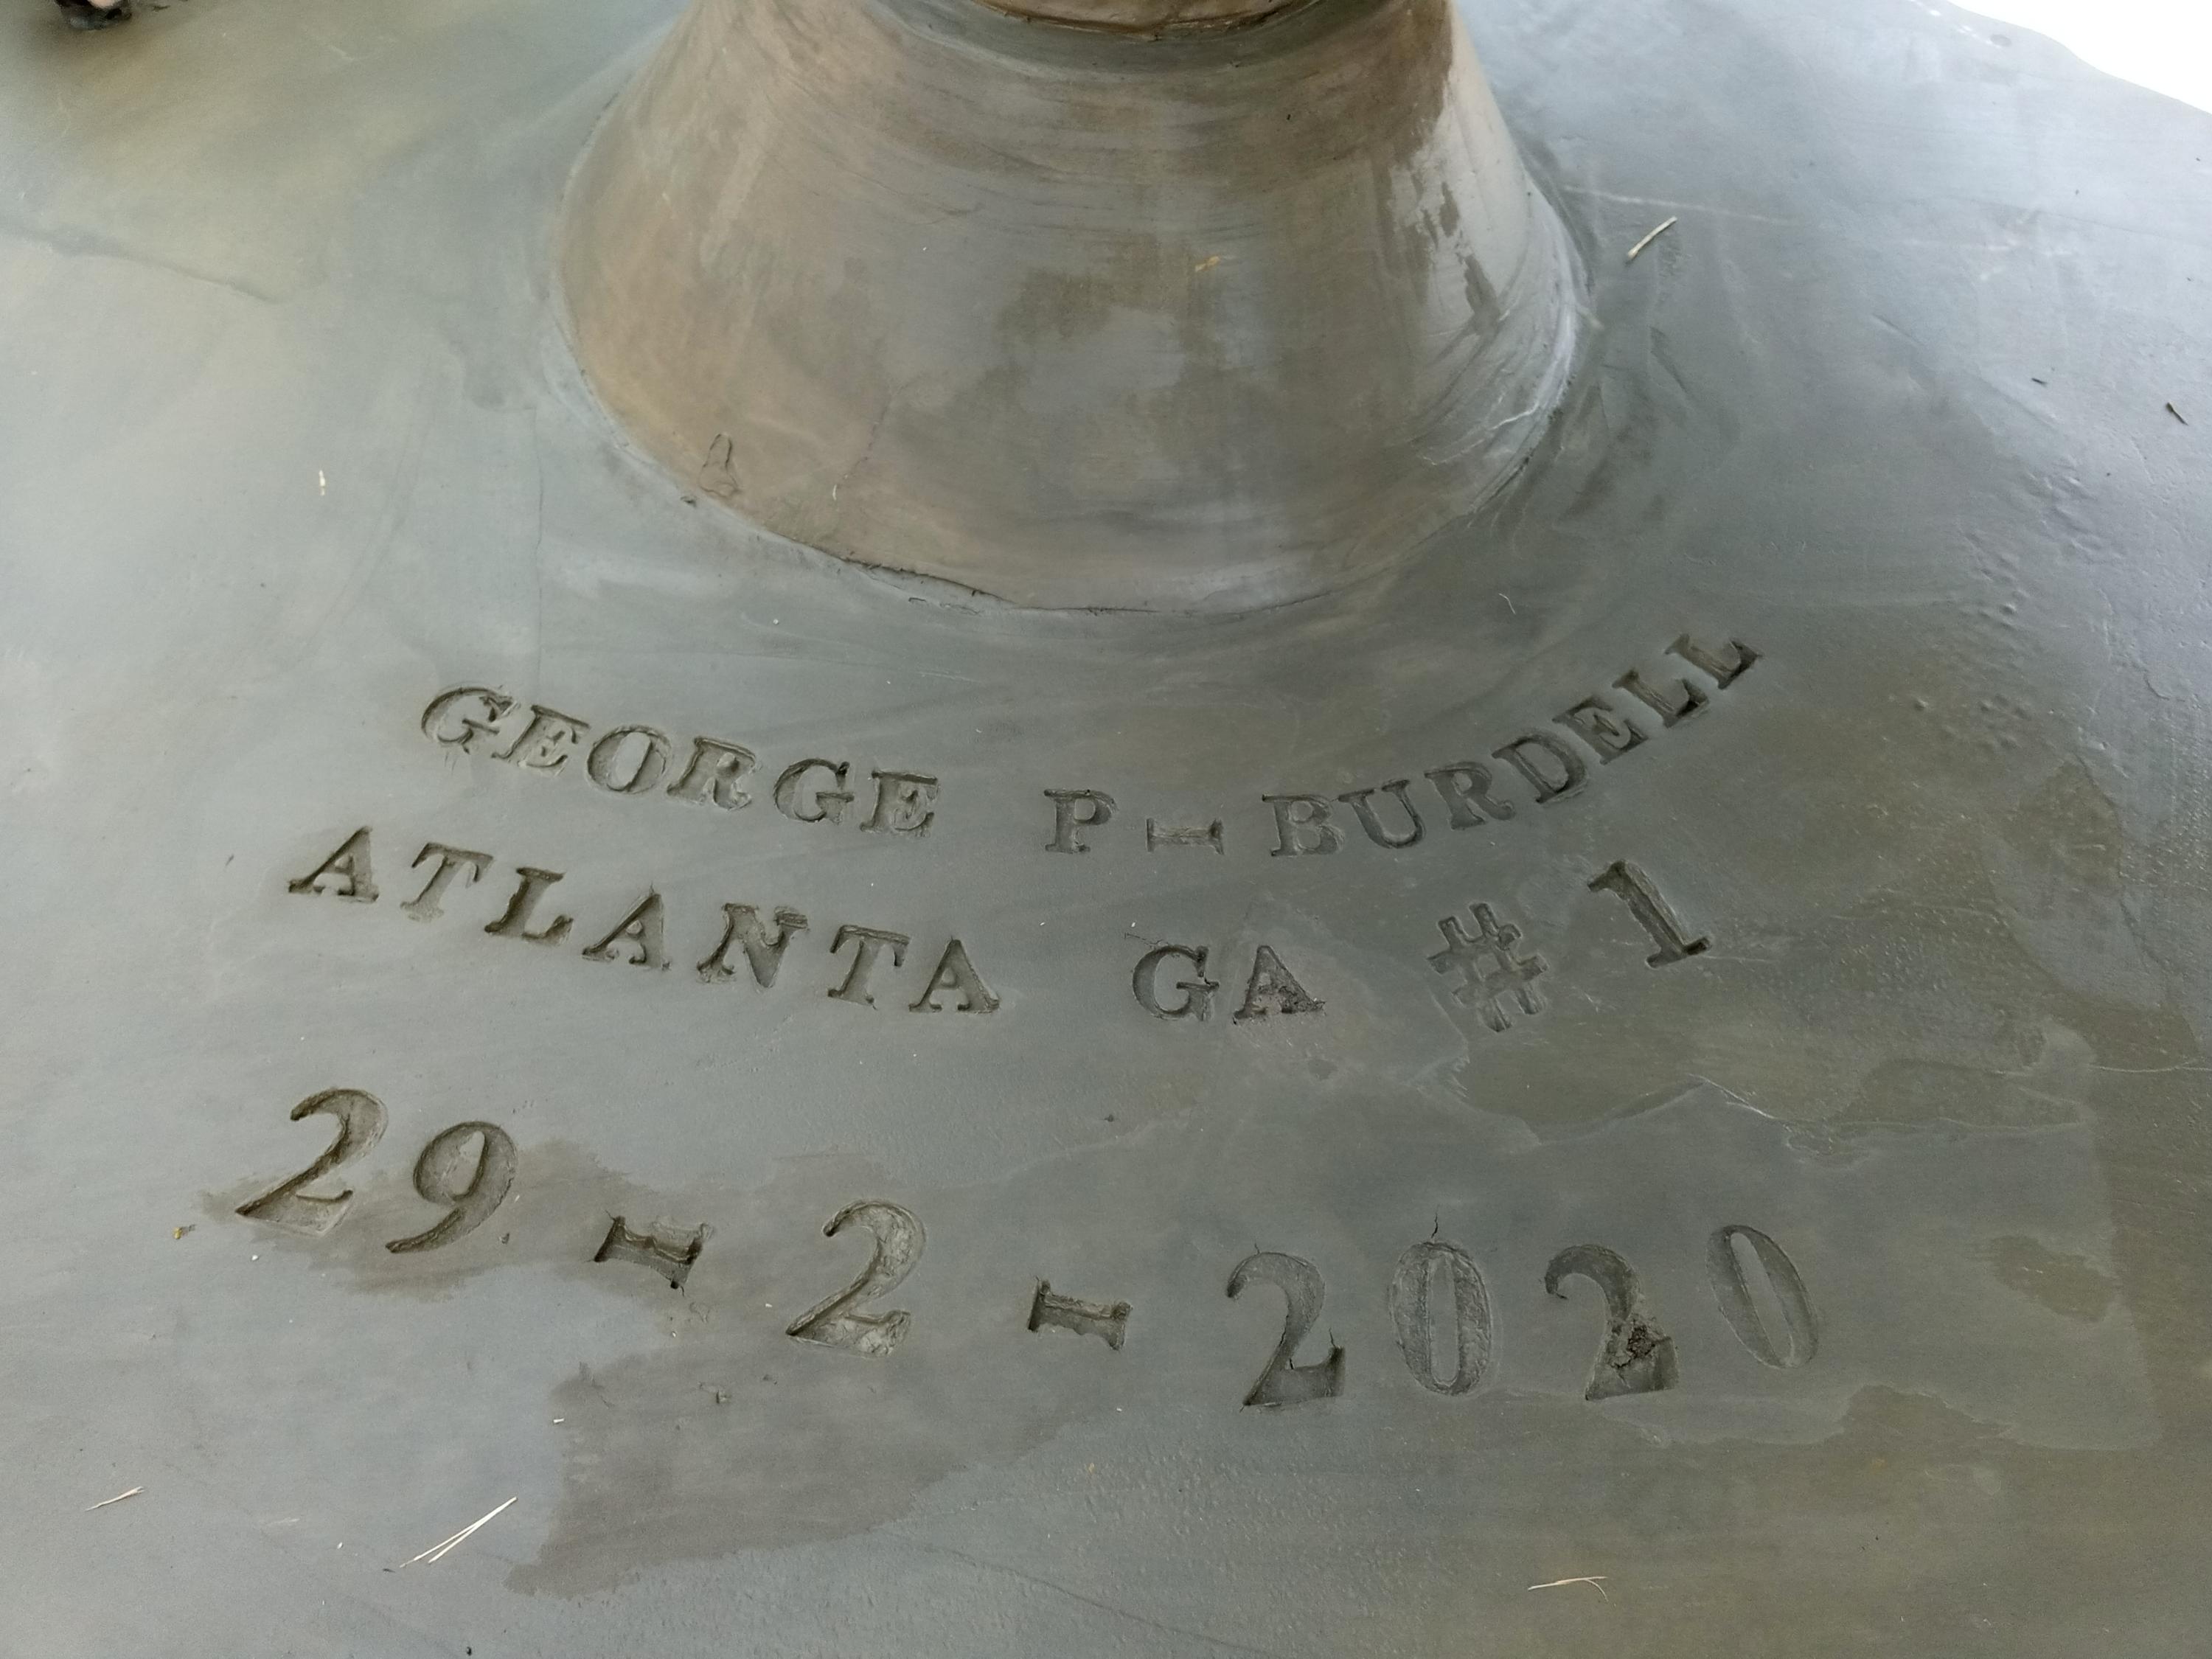 GEORGE P-BURDELL
ATLANTA GA #1
29-2-2020